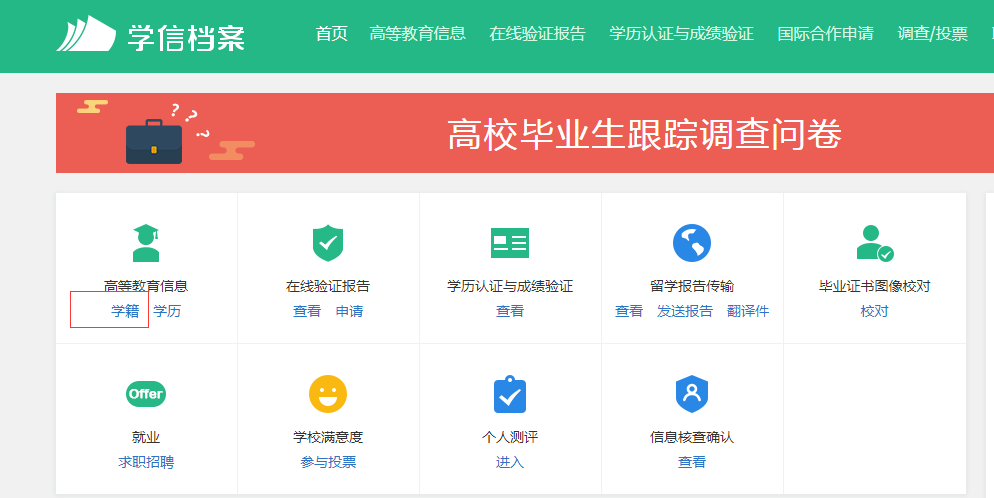 学信档案
首页 高等教育信息 在线验证报告 学历认证与成绩验证 国际合作申请 调查/投票
? ? ?
高校毕业生跟踪调查问卷
高等教育信息 在线验证报告 学历认证与成绩验证 留学报告传输 毕业证书图像校对
学籍 学历 查看 申请 查看 查看 发送报告 翻译件 校对
Offer
就业 学校满意度 个人测评 信息核查确认
求职招聘 参与投票 进入 查看